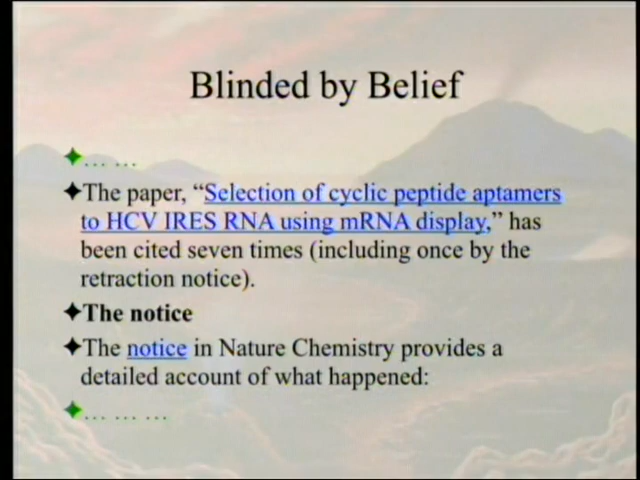 Blinded by Belief
… …
The paper, “Selection of cyclic peptide aptamers
to HCV IRES RNA using mRNA display,” has
been cited seven times (including once by the
retraction notice).
The notice
The notice in Nature Chemistry provides a
detailed account of what happened:
… … …